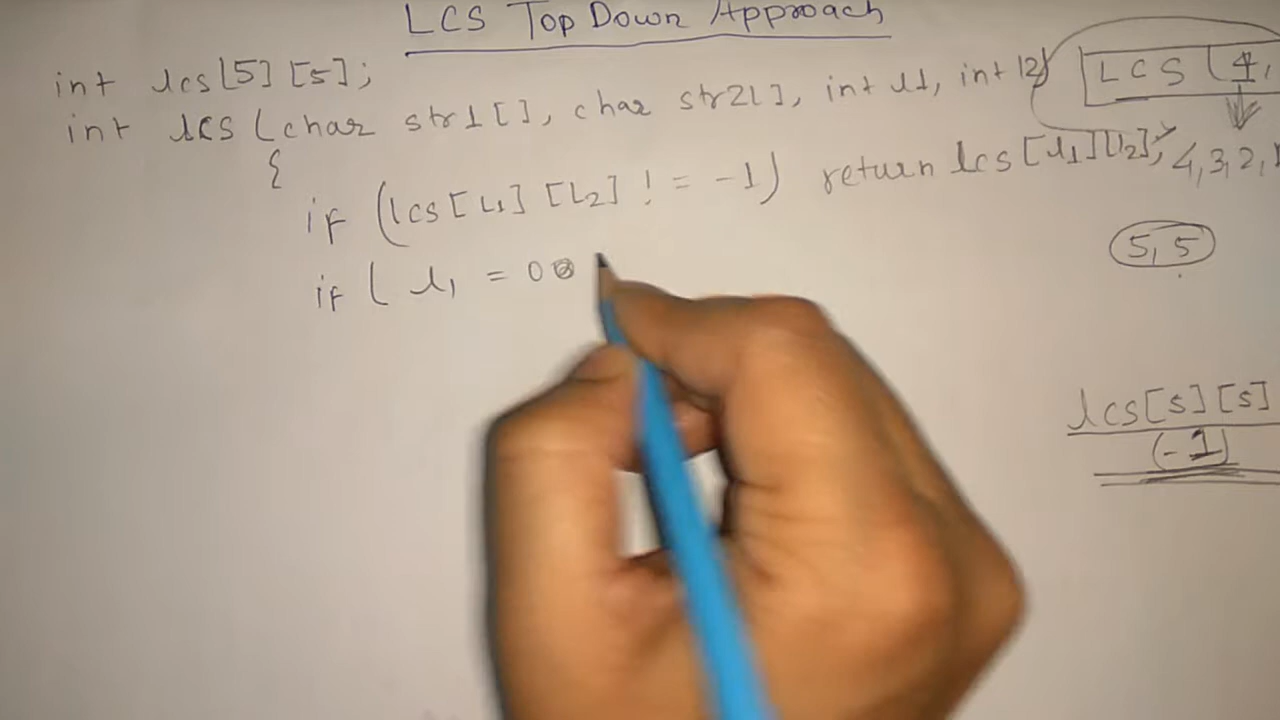 LCS Top Down Approach
int lcs[5][5];
int lcs (char str1[], char str2[], int l1, int l2)
{
if (lcs[L1][L2] != -1) return lcs[l1][l2];
if ( l1 = 0
LCS (4,
4,3,2,
5,5
lcs[5][5]
(-1)